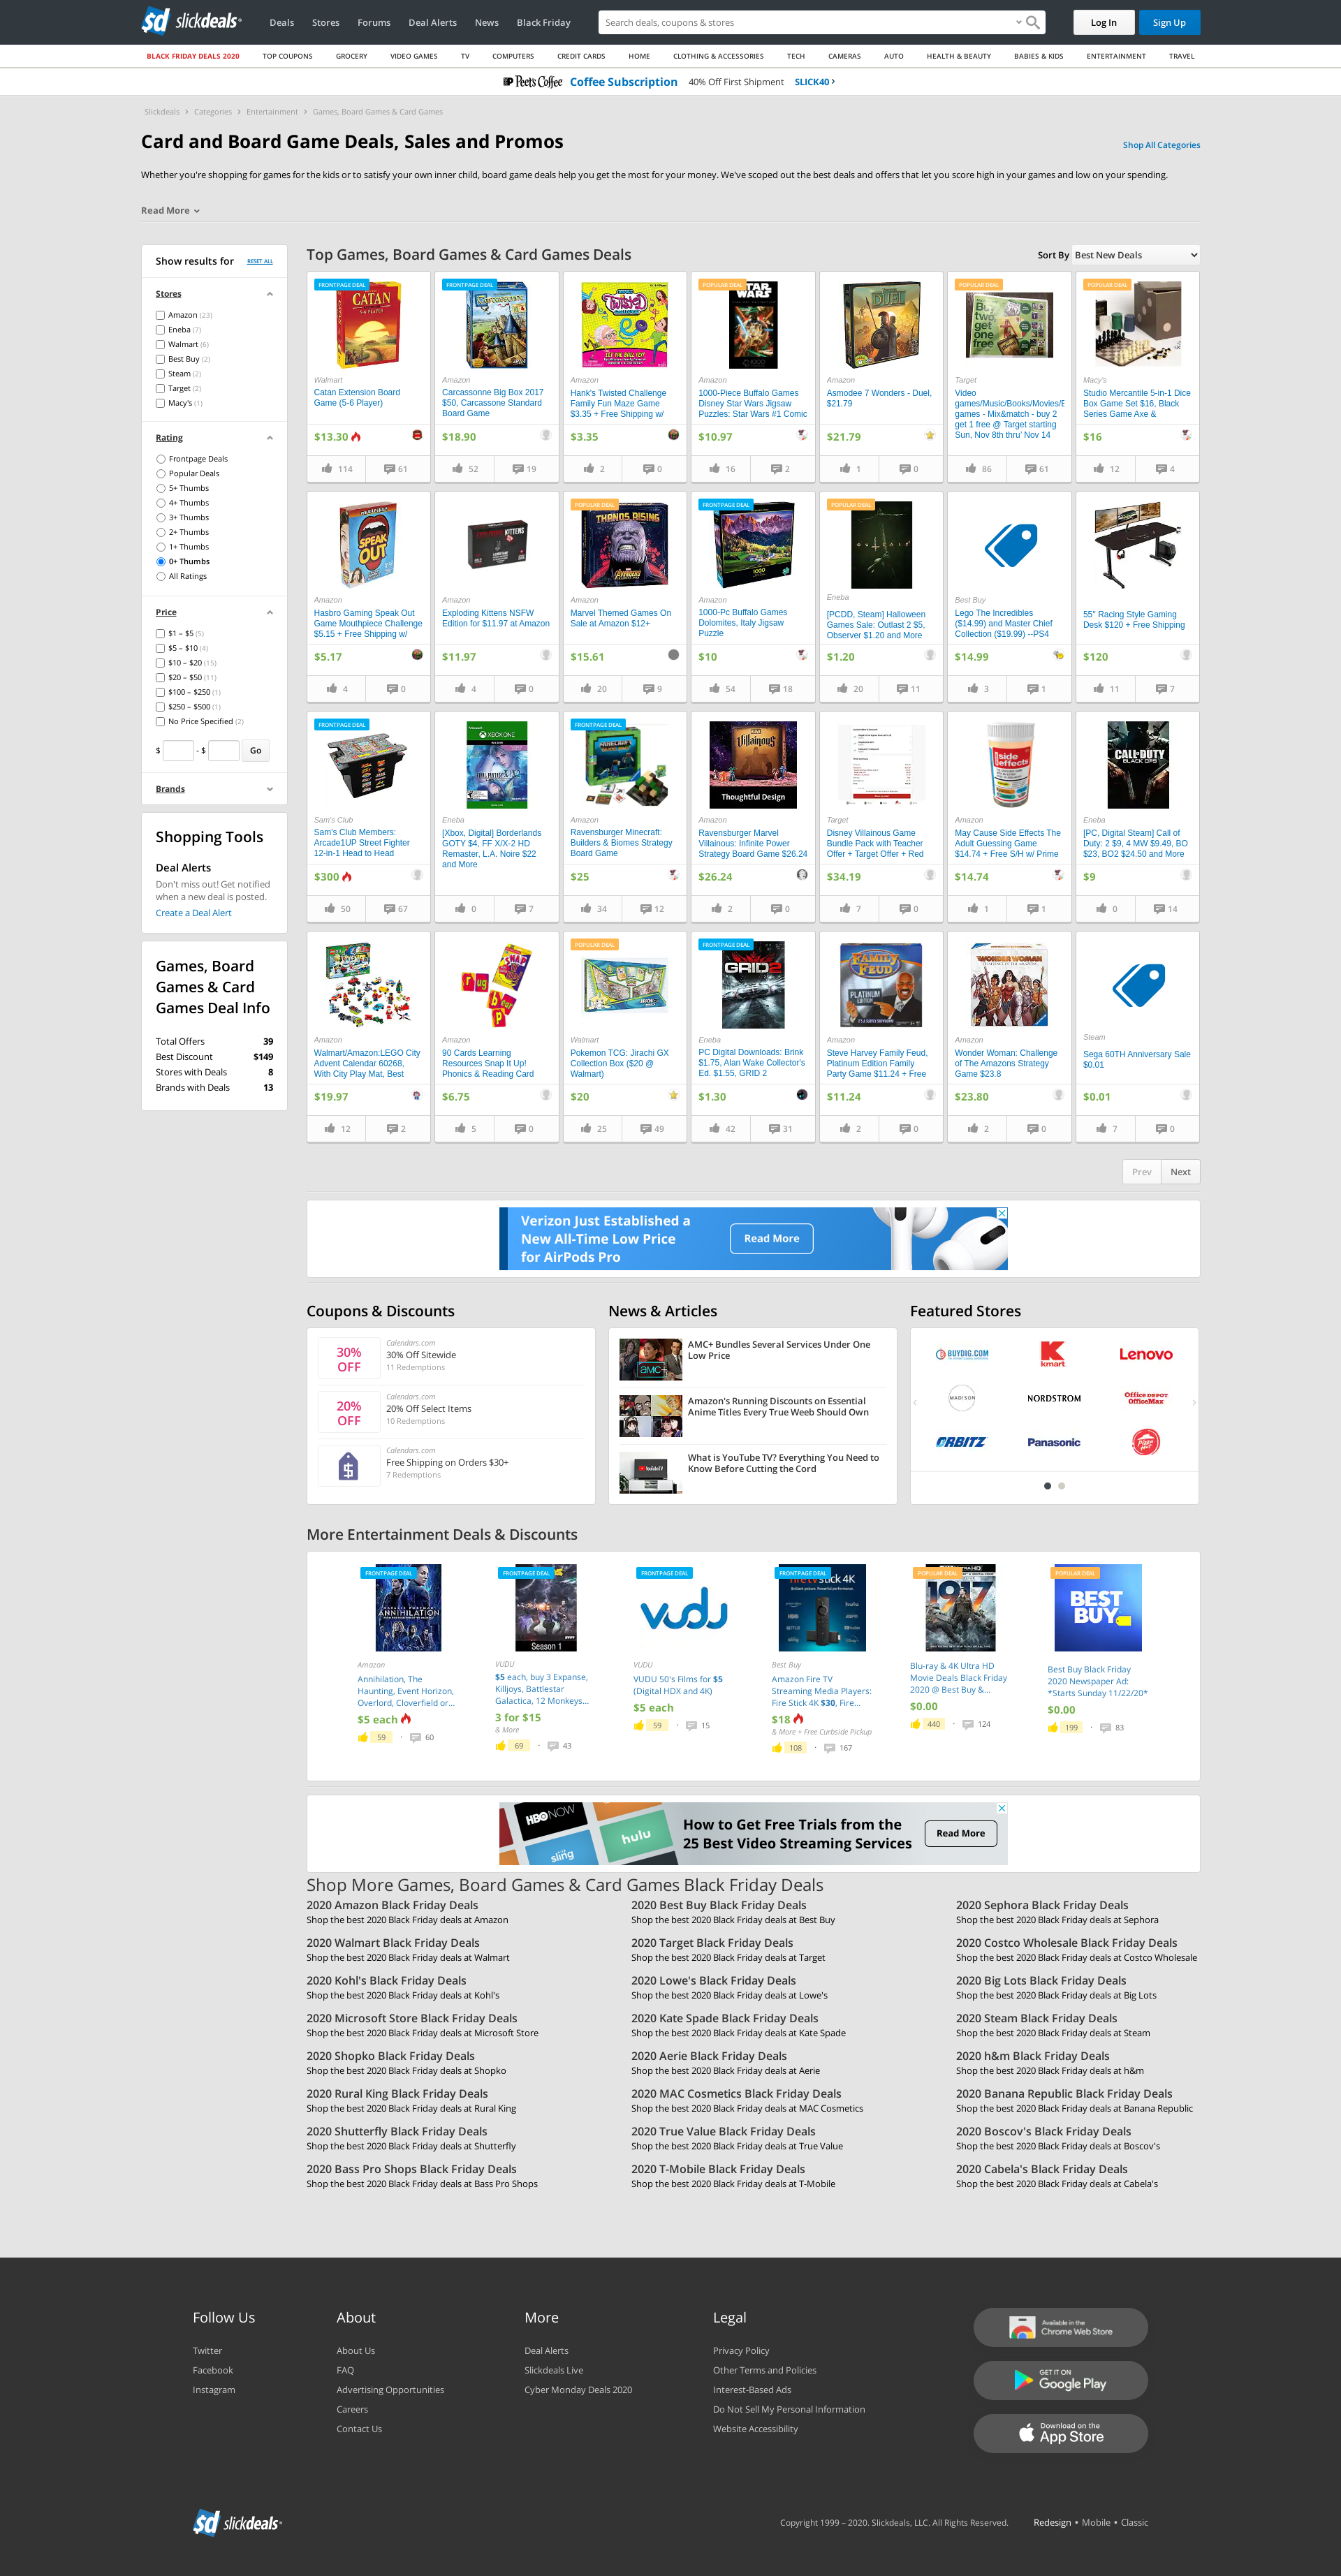 slickdeals
Deals
Stores
Forums
Deal Alerts
News
Black Friday
Search deals, coupons & stores
Log In
Sign Up
BLACK FRIDAY DEALS 2020
TOP COUPONS
GROCERY
VIDEO GAMES
TV
COMPUTERS
CREDIT CARDS
HOME
CLOTHING & ACCESSORIES
TECH
CAMERAS
AUTO
HEALTH & BEAUTY
BABIES & KIDS
ENTERTAINMENT
TRAVEL
Peet's Coffee Coffee Subscription 40% Off First Shipment SLICK40
Slickdeals › Categories › Entertainment › Games, Board Games & Card Games
Card and Board Game Deals, Sales and Promos
Shop All Categories
Whether you're shopping for games for the kids or to satisfy your own inner child, board game deals help you get the most for your money. We've scoped out the best deals and offers that let you score high in your games and low on your spending.
Read More
Show results for
RESET ALL
Stores
Amazon (23)
Eneba (7)
Walmart (6)
Best Buy (2)
Steam (2)
Target (2)
Macy's (1)
Rating
Frontpage Deals
Popular Deals
5+ Thumbs
4+ Thumbs
3+ Thumbs
2+ Thumbs
1+ Thumbs
0+ Thumbs
All Ratings
Price
$1 – $5 (5)
$5 – $10 (4)
$10 – $20 (15)
$20 – $50 (11)
$100 – $250 (1)
$250 – $500 (1)
No Price Specified (2)
$ - $ Go
Brands
Shopping Tools
Deal Alerts
Don't miss out! Get notified
when a new deal is posted.
Create a Deal Alert
Games, Board
Games & Card
Games Deal Info
Total Offers 39
Best Discount $149
Stores with Deals 8
Brands with Deals 13
Top Games, Board Games & Card Games Deals
Sort By Best New Deals
FRONTPAGE DEAL
CATAN
Walmart
Catan Extension Board
Game (5-6 Player)
$13.30
114 61
FRONTPAGE DEAL
Amazon
Carcassonne Big Box 2017
$50, Carcassone Standard
Board Game
$18.90
52 19
Twisted
Amazon
Hank's Twisted Challenge
Family Fun Maze Game
$3.35 + Free Shipping w/
$3.35
2 0
POPULAR DEAL
STAR WARS
Amazon
1000-Piece Buffalo Games
Disney Star Wars Jigsaw
Puzzles: Star Wars #1 Comic
$10.97
16 2
DUEL
Amazon
Asmodee 7 Wonders - Duel,
$21.79
$21.79
1 0
POPULAR DEAL
Target
Video
games/Music/Books/Movies/E
games - Mix&match - buy 2
get 1 free @ Target starting
Sun, Nov 8th thru' Nov 14
86 61
POPULAR DEAL
Macy's
Studio Mercantile 5-in-1 Dice
Box Game Set $16, Black
Series Game Axe &
$16
12 4
SPEAK OUT
Amazon
Hasbro Gaming Speak Out
Game Mouthpiece Challenge
$5.15 + Free Shipping w/
$5.17
4 0
KITTENS
Amazon
Exploding Kittens NSFW
Edition for $11.97 at Amazon
$11.97
4 0
POPULAR DEAL
THANOS RISING
AVENGERS
Amazon
Marvel Themed Games On
Sale at Amazon $12+
$15.61
20 9
FRONTPAGE DEAL
1000
Amazon
1000-Pc Buffalo Games
Dolomites, Italy Jigsaw
Puzzle
$10
54 18
POPULAR DEAL
OUTLAST
Eneba
[PCDD, Steam] Halloween
Games Sale: Outlast 2 $5,
Observer $1.20 and More
$1.20
20 11
Best Buy
Lego The Incredibles
($14.99) and Master Chief
Collection ($19.99) --PS4
$14.99
3 1
55" Racing Style Gaming
Desk $120 + Free Shipping
$120
11 7
FRONTPAGE DEAL
Sam's Club
Sam's Club Members:
Arcade1UP Street Fighter
12-in-1 Head to Head
$300
50 67
XBOX ONE
Eneba
[Xbox, Digital] Borderlands
GOTY $4, FF X/X-2 HD
Remaster, L.A. Noire $22
and More
0 7
FRONTPAGE DEAL
MINECRAFT
Amazon
Ravensburger Minecraft:
Builders & Biomes Strategy
Board Game
$25
34 12
Villainous
Thoughtful Design
Amazon
Ravensburger Marvel
Villainous: Infinite Power
Strategy Board Game $26.24
$26.24
2 0
Target
Disney Villainous Game
Bundle Pack with Teacher
Offer + Target Offer + Red
$34.19
7 0
side effects
Amazon
May Cause Side Effects The
Adult Guessing Game
$14.74 + Free S/H w/ Prime
$14.74
1 1
CALL OF DUTY
BLACK OPS
Eneba
[PC, Digital Steam] Call of
Duty: 2 $9, 4 MW $9.49, BO
$23, BO2 $24.50 and More
$9
0 14
Amazon
Walmart/Amazon:LEGO City
Advent Calendar 60268,
With City Play Mat, Best
$19.97
12 2
SNAP
rug
b ear
p
Amazon
90 Cards Learning
Resources Snap It Up!
Phonics & Reading Card
$6.75
5 0
POPULAR DEAL
Walmart
Pokemon TCG: Jirachi GX
Collection Box ($20 @
Walmart)
$20
25 49
FRONTPAGE DEAL
GRID 2
Eneba
PC Digital Downloads: Brink
$1.75, Alan Wake Collector's
Ed. $1.55, GRID 2
$1.30
42 31
FAMILY FEUD
PLATINUM EDITION
Amazon
Steve Harvey Family Feud,
Platinum Edition Family
Party Game $11.24 + Free
$11.24
2 0
WONDER WOMAN
Amazon
Wonder Woman: Challenge
of The Amazons Strategy
Game $23.8
$23.80
2 0
Steam
Sega 60TH Anniversary Sale
$0.01
$0.01
7 0
Prev Next
Verizon Just Established a
New All-Time Low Price
for AirPods Pro
Read More
Coupons & Discounts
30% OFF
Calendars.com
30% Off Sitewide
11 Redemptions
20% OFF
Calendars.com
20% Off Select Items
10 Redemptions
Calendars.com
Free Shipping on Orders $30+
7 Redemptions
News & Articles
amc+
AMC+ Bundles Several Services Under One
Low Price
Amazon's Running Discounts on Essential
Anime Titles Every True Weeb Should Own
YouTubeTV
What is YouTube TV? Everything You Need to
Know Before Cutting the Cord
Featured Stores
BUYDIG.COM
kmart
Lenovo
MADISON
NORDSTROM
Office DEPOT OfficeMax
ORBITZ
Panasonic
Pizza Hut
More Entertainment Deals & Discounts
FRONTPAGE DEAL
ANNIHILATION
Amazon
Annihilation, The
Haunting, Event Horizon,
Overlord, Cloverfield or...
$5 each
59 · 60
FRONTPAGE DEAL
Season 1
VUDU
$5 each, buy 3 Expanse,
Killjoys, Battlestar
Galactica, 12 Monkeys...
3 for $15
& More
69 · 43
FRONTPAGE DEAL
vudu
VUDU
VUDU 50's Films for $5
(Digital HDX and 4K)
$5 each
59 · 15
FRONTPAGE DEAL
firetvstick 4K
Best Buy
Amazon Fire TV
Streaming Media Players:
Fire Stick 4K $30, Fire...
$18
& More + Free Curbside Pickup
108 · 167
POPULAR DEAL
Blu-ray & 4K Ultra HD
Movie Deals Black Friday
2020 @ Best Buy &...
$0.00
440 · 124
POPULAR DEAL
BEST BUY
Best Buy Black Friday
2020 Newspaper Ad:
*Starts Sunday 11/22/20*
$0.00
199 · 83
HBO NOW
hulu
sling
How to Get Free Trials from the
25 Best Video Streaming Services
Read More
Shop More Games, Board Games & Card Games Black Friday Deals
2020 Amazon Black Friday Deals
Shop the best 2020 Black Friday deals at Amazon
2020 Best Buy Black Friday Deals
Shop the best 2020 Black Friday deals at Best Buy
2020 Sephora Black Friday Deals
Shop the best 2020 Black Friday deals at Sephora
2020 Walmart Black Friday Deals
Shop the best 2020 Black Friday deals at Walmart
2020 Target Black Friday Deals
Shop the best 2020 Black Friday deals at Target
2020 Costco Wholesale Black Friday Deals
Shop the best 2020 Black Friday deals at Costco Wholesale
2020 Kohl's Black Friday Deals
Shop the best 2020 Black Friday deals at Kohl's
2020 Lowe's Black Friday Deals
Shop the best 2020 Black Friday deals at Lowe's
2020 Big Lots Black Friday Deals
Shop the best 2020 Black Friday deals at Big Lots
2020 Microsoft Store Black Friday Deals
Shop the best 2020 Black Friday deals at Microsoft Store
2020 Kate Spade Black Friday Deals
Shop the best 2020 Black Friday deals at Kate Spade
2020 Steam Black Friday Deals
Shop the best 2020 Black Friday deals at Steam
2020 Shopko Black Friday Deals
Shop the best 2020 Black Friday deals at Shopko
2020 Aerie Black Friday Deals
Shop the best 2020 Black Friday deals at Aerie
2020 h&m Black Friday Deals
Shop the best 2020 Black Friday deals at h&m
2020 Rural King Black Friday Deals
Shop the best 2020 Black Friday deals at Rural King
2020 MAC Cosmetics Black Friday Deals
Shop the best 2020 Black Friday deals at MAC Cosmetics
2020 Banana Republic Black Friday Deals
Shop the best 2020 Black Friday deals at Banana Republic
2020 Shutterfly Black Friday Deals
Shop the best 2020 Black Friday deals at Shutterfly
2020 True Value Black Friday Deals
Shop the best 2020 Black Friday deals at True Value
2020 Boscov's Black Friday Deals
Shop the best 2020 Black Friday deals at Boscov's
2020 Bass Pro Shops Black Friday Deals
Shop the best 2020 Black Friday deals at Bass Pro Shops
2020 T-Mobile Black Friday Deals
Shop the best 2020 Black Friday deals at T-Mobile
2020 Cabela's Black Friday Deals
Shop the best 2020 Black Friday deals at Cabela's
Follow Us
Twitter
Facebook
Instagram
About
About Us
FAQ
Advertising Opportunities
Careers
Contact Us
More
Deal Alerts
Slickdeals Live
Cyber Monday Deals 2020
Legal
Privacy Policy
Other Terms and Policies
Interest-Based Ads
Do Not Sell My Personal Information
Website Accessibility
Available in the
Chrome Web Store
GET IT ON
Google Play
Download on the
App Store
slickdeals
Copyright 1999 – 2020. Slickdeals, LLC. All Rights Reserved.
Redesign • Mobile • Classic